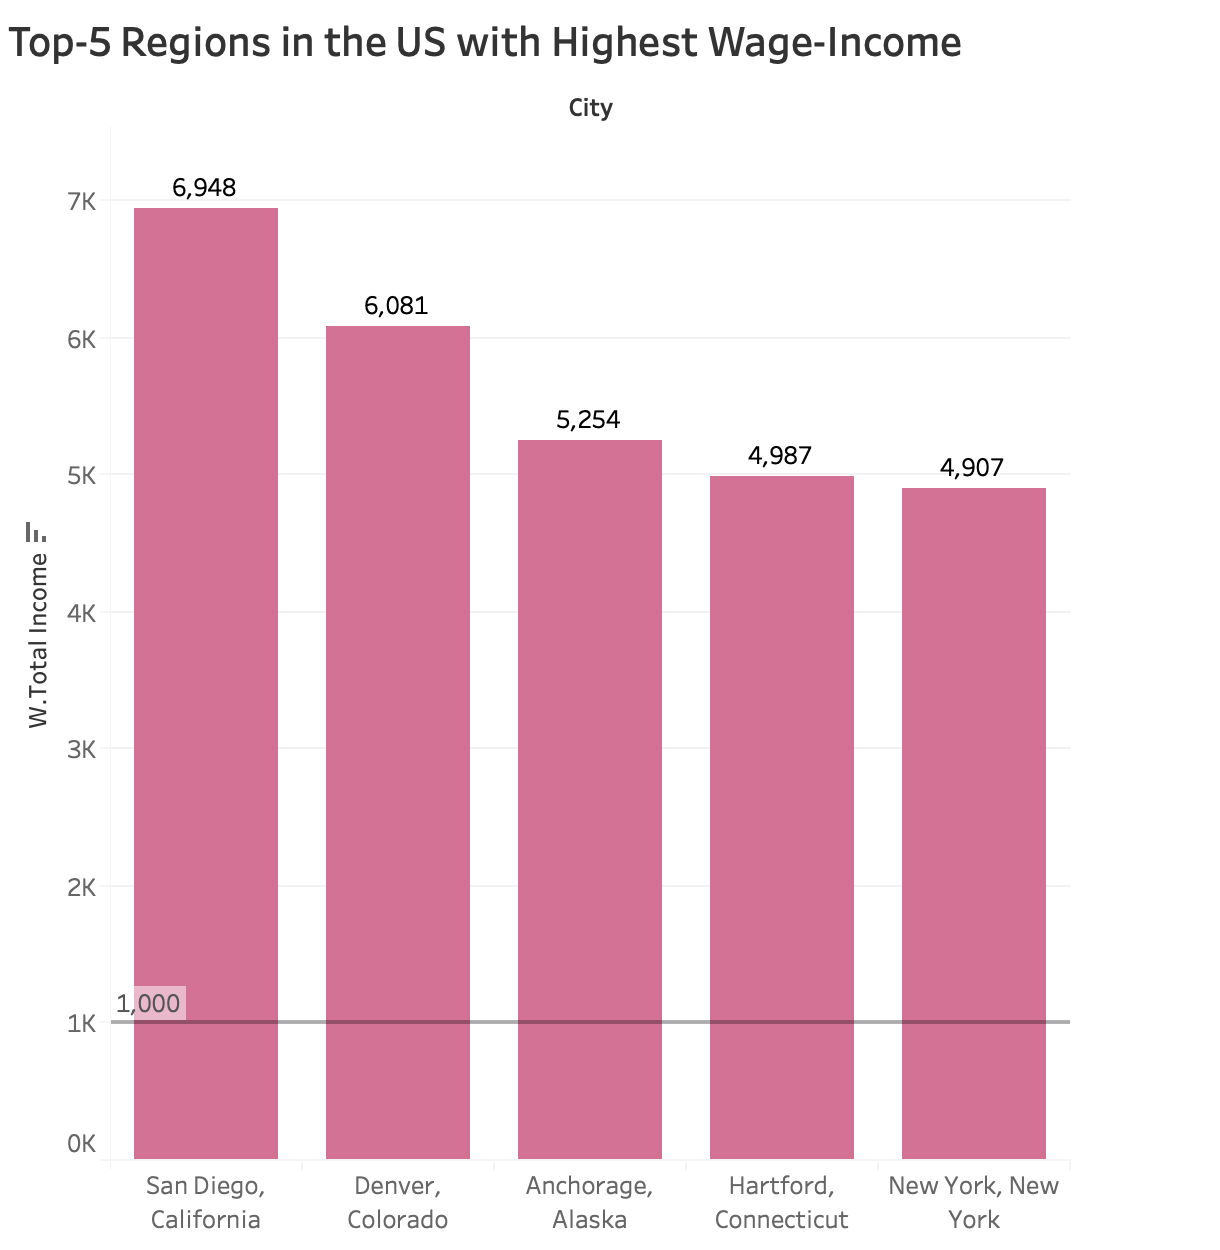 Top-5 Regions in the US with Highest Wage-Income
City
7K
6K
5K
4K
3K
2K
1K
0K
W.Total Income
6,948
6,081
5,254
4,987
4,907
1,000
San Diego,
California
Denver,
Colorado
Anchorage,
Alaska
Hartford,
Connecticut
New York, New
York